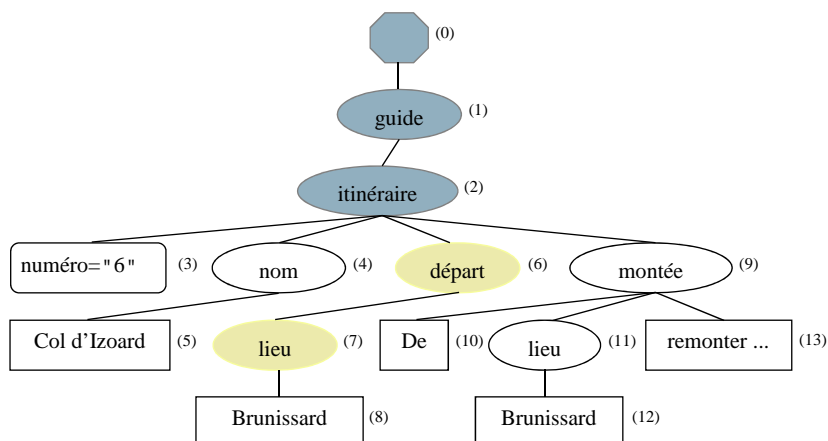 (0)
guide (1)
itinéraire (2)
numéro="6" (3) nom (4) départ (6) montée (9)
Col d'Izoard (5) lieu (7) De (10) lieu (11) remonter ... (13)
Brunissard (8) Brunissard (12)